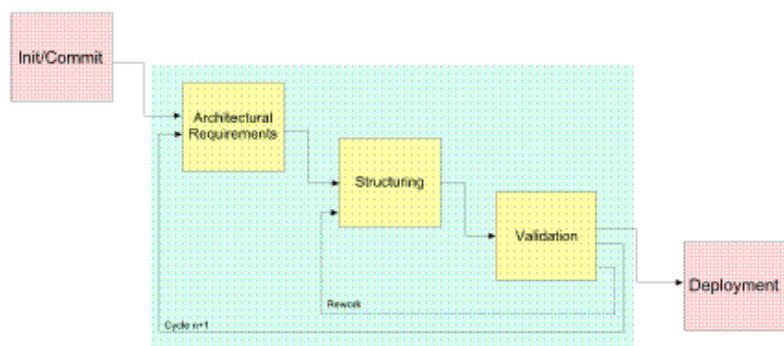 Init/Commit
Architectural
Requirements
Structuring
Validation
Deployment
Rework
Cycle n+1